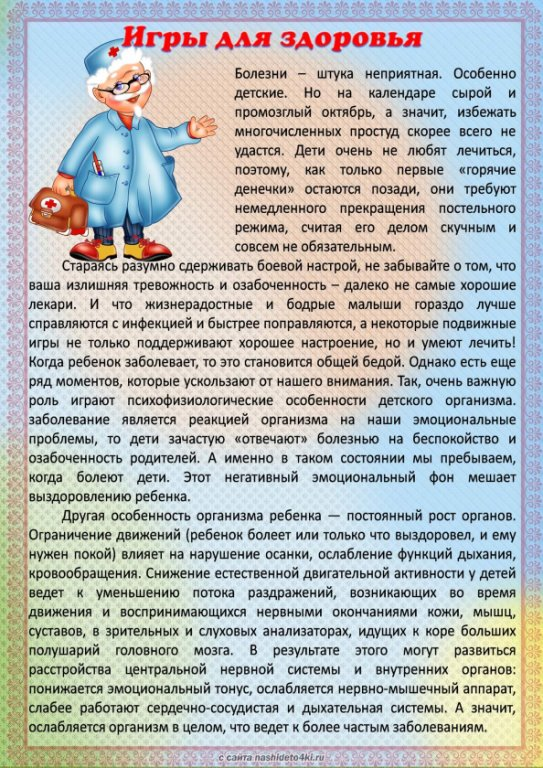 Игры для здоровья
Болезни – штука неприятная. Особенно
детские. Но на календаре сырой и
промозглый октябрь, а значит, избежать
многочисленных простуд скорее всего не
удастся. Дети очень не любят лечиться,
поэтому, как только первые «горячие
денечки» остаются позади, они требуют
немедленного прекращения постельного
режима, считая его делом скучным и
совсем не обязательным.
Стараясь разумно сдерживать боевой настрой, не забывайте о том, что
ваша излишняя тревожность и озабоченность – далеко не самые хорошие
лекари. И что жизнерадостные и бодрые малыши гораздо лучше
справляются с инфекцией и быстрее поправляются, а некоторые подвижные
игры не только поддерживают хорошее настроение, но и умеют лечить!
Когда ребенок заболевает, то это становится общей бедой. Однако есть еще
ряд моментов, которые ускользают от нашего внимания. Так, очень важную
роль играют психофизиологические особенности детского организма.
заболевание является реакцией организма на наши эмоциональные
проблемы, то дети зачастую «отвечают» болезнью на беспокойство и
озабоченность родителей. А именно в таком состоянии мы пребываем,
когда болеют дети. Этот негативный эмоциональный фон мешает
выздоровлению ребенка.
Другая особенность организма ребенка — постоянный рост органов.
Ограничение движений (ребенок болеет или только что выздоровел, и ему
нужен покой) влияет на нарушение осанки, ослабление функций дыхания,
кровообращения. Снижение естественной двигательной активности у детей
ведет к уменьшению потока раздражений, возникающих во время
движения и воспринимающихся нервными окончаниями кожи, мышц,
суставов, в зрительных и слуховых анализаторах, идущих к коре больших
полушарий головного мозга. В результате этого могут развиться
расстройства центральной нервной системы и внутренних органов:
понижается эмоциональный тонус, ослабляется нервно-мышечный аппарат,
слабее работают сердечно-сосудистая и дыхательная системы. А значит,
ослабляется организм в целом, что ведет к более частым заболеваниям.
с сайта nashideto4ki.ru